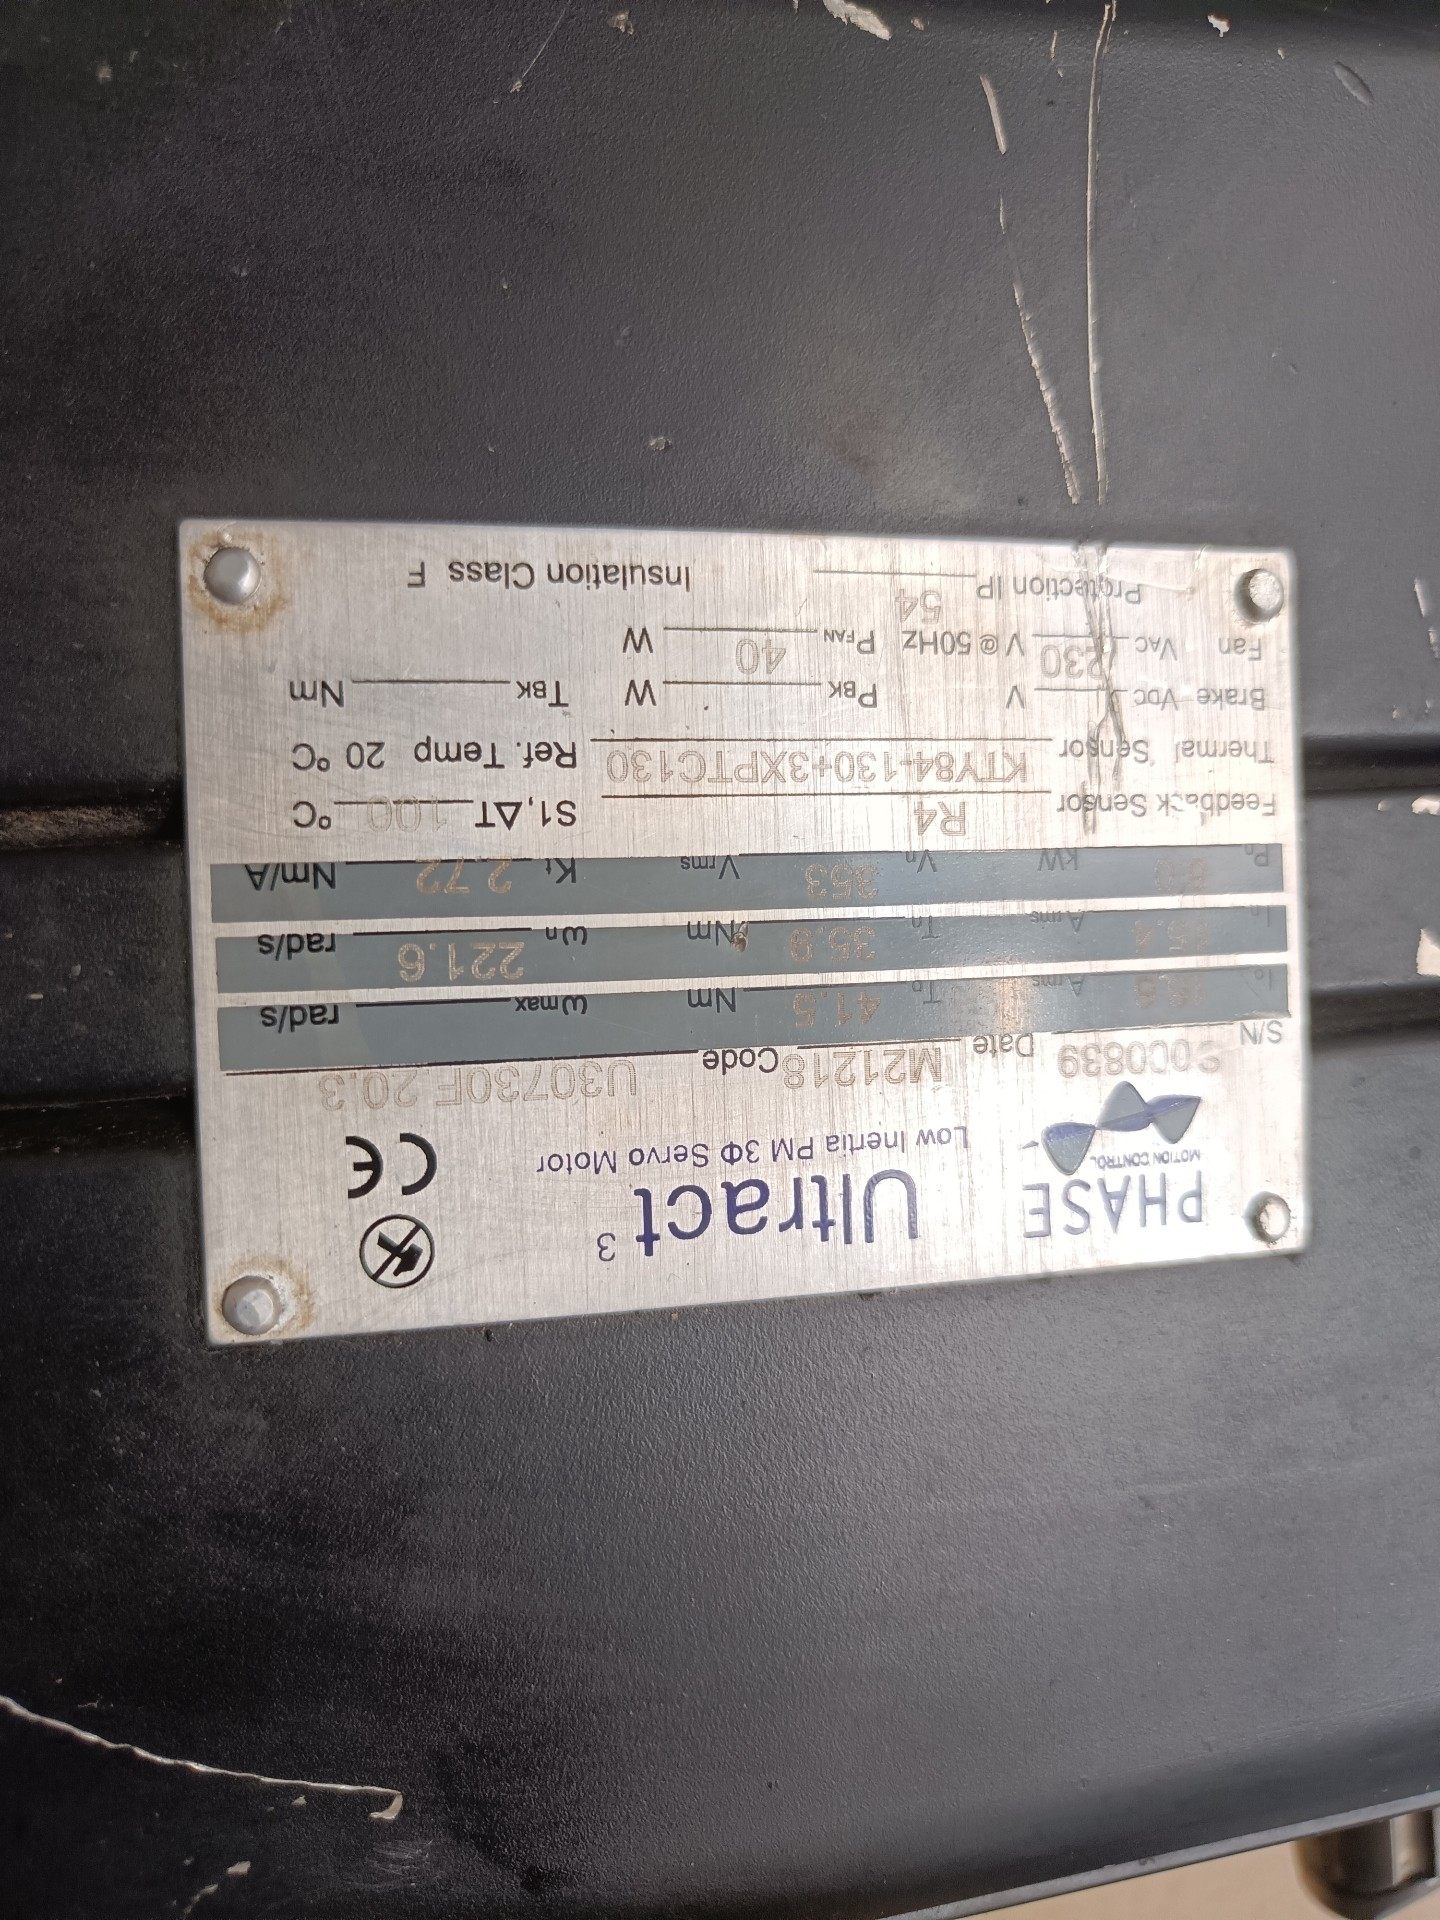 PHASE
MOTION CONTROL
Ultract 3
Low Inertia PM 3Φ Servo Motor
CE
S/N 900839 Date M21218 Code U30730F 20.3
Io Arms To 41.5 Nm ωmax rad/s
In 15.4 Arms Tn 35.9 Nm ωn 221.6 rad/s
Pn 8.0 kW Vn 353 Vrms Kt 2.72 Nm/A
Feedback Sensor R4 S1,ΔT 100 °C
Thermal Sensor KTY84-130+3XPTC130 Ref. Temp 20 °C
Brake VDC V PBK W TBK Nm
Fan VAC 230 V @ 50Hz PFAN 40 W
Protection IP 54 Insulation Class F